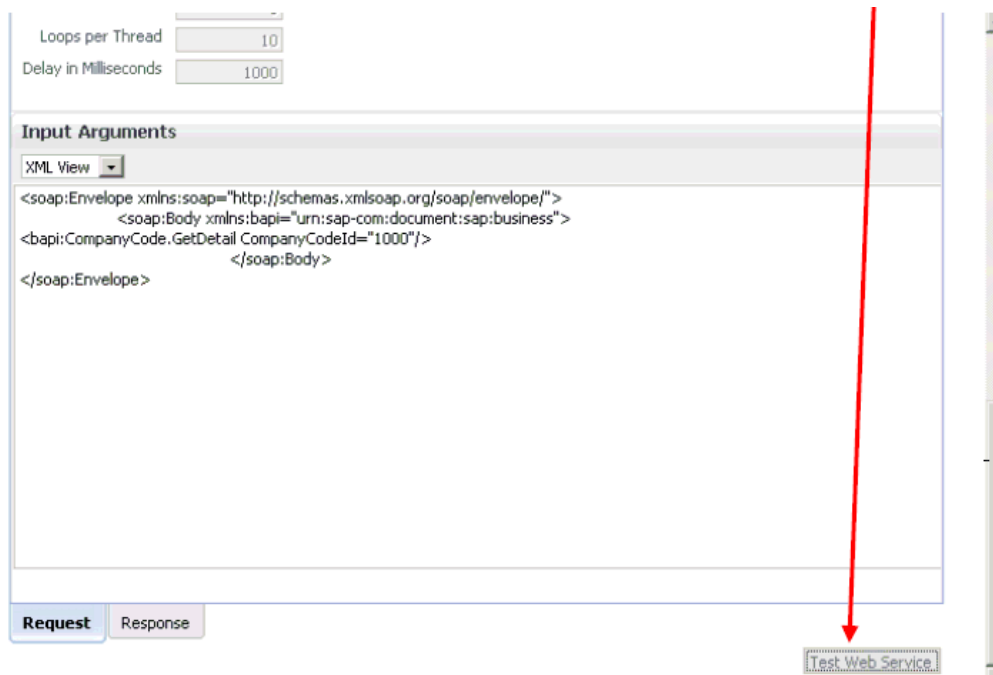 Loops per Thread 10
Delay in Milliseconds 1000
Input Arguments
XML View
<soap:Envelope xmlns:soap="http://schemas.xmlsoap.org/soap/envelope/">
<soap:Body xmlns:bapi="urn:sap-com:document:sap:business">
<bapi:CompanyCode.GetDetail CompanyCodeId="1000"/>
</soap:Body>
</soap:Envelope>
Request Response
Test Web Service